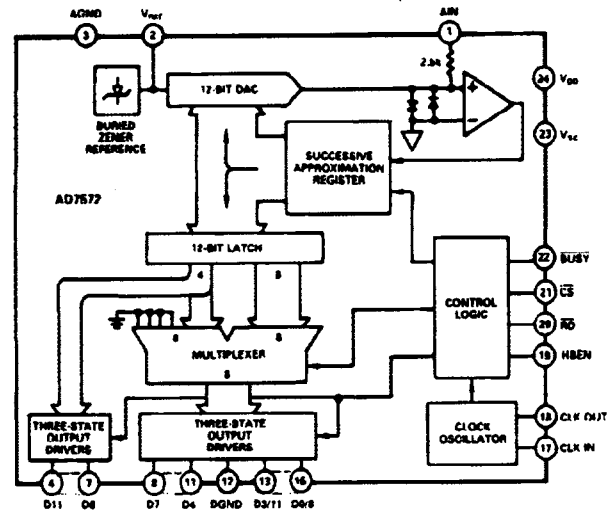 AGND
VREF
AIN
3
2
1
2.5k
24 VDD
12-BIT DAC
+
−
BURIED
ZENER
REFERENCE
23 VSS
SUCCESSIVE
APPROXIMATION
REGISTER
AD7572
12-BIT LATCH
4
8
CONTROL
LOGIC
22 BUSY
21 CS
20 RD
19 HBEN
8
8
MULTIPLEXER
8
THREE-STATE
OUTPUT
DRIVERS
THREE-STATE
OUTPUT
DRIVERS
CLOCK
OSCILLATOR
18 CLK OUT
17 CLK IN
4
7
8
11
12
13
16
D11
D8
D7
D4
DGND
D3/11
D0/8